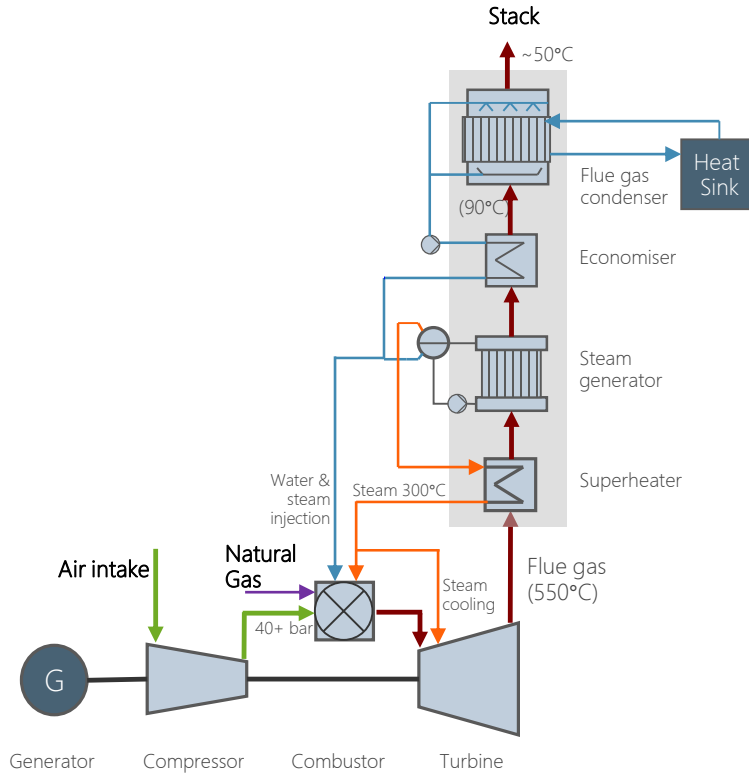 Stack
~50°C
Heat
Sink
Flue gas
condenser
(90°C)
Economiser
Steam
generator
Superheater
Water &
steam
injection
Steam 300°C
Natural
Gas
Air intake
Steam
cooling
Flue gas
(550°C)
40+ bar
G
Generator
Compressor
Combustor
Turbine